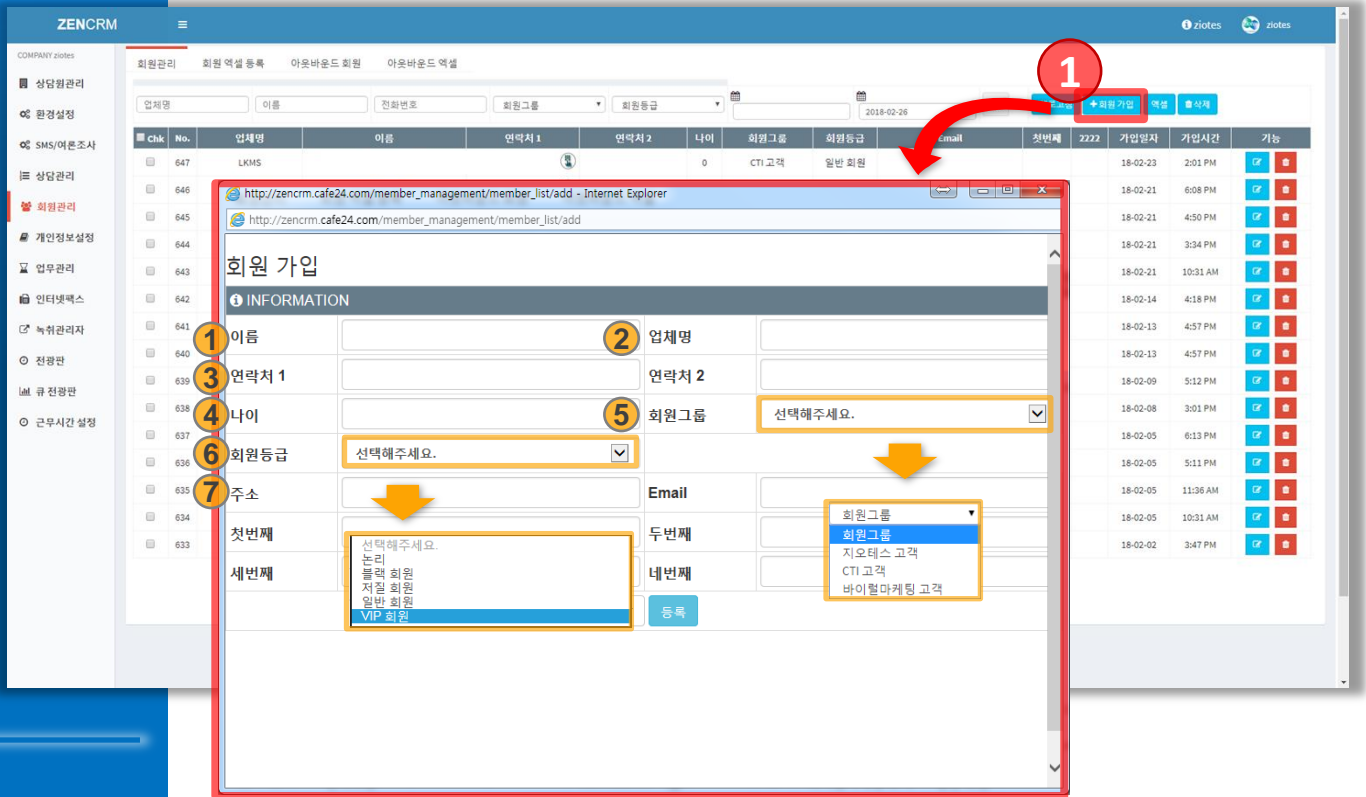 ZENCRM
ziotes
ziotes
1
COMPANY ziotes
상담원관리
환경설정
SMS/여론조사
상담관리
회원관리
개인정보설정
업무관리
인터넷팩스
녹취관리자
전광판
큐 전광판
근무시간 설정
회원관리 회원 엑셀 등록 아웃바운드 회원 아웃바운드 엑셀
업체명 이름 전화번호 회원그룹 회원등급 2018-02-26 회원 가입 엑셀 삭제
Chk No. 업체명 이름 연락처 1 연락처 2 나이 회원그룹 회원등급 Email 첫번째 2222 가입일자 가입시간 기능
647 LKMS 0 CTI 고객 일반 회원 18-02-23 2:01 PM
646 18-02-21 6:08 PM
645 18-02-21 4:50 PM
644 18-02-21 3:34 PM
643 18-02-21 10:31 AM
642 18-02-14 4:18 PM
641 18-02-13 4:57 PM
640 18-02-13 4:57 PM
639 18-02-09 5:12 PM
638 18-02-08 3:01 PM
637 18-02-05 6:13 PM
636 18-02-05 5:11 PM
635 18-02-05 11:36 AM
634 18-02-05 10:31 AM
633 18-02-02 3:47 PM
http://zencrm.cafe24.com/member_management/member_list/add - Internet Explorer
http://zencrm.cafe24.com/member_management/member_list/add
회원 가입
INFORMATION
1 이름 2 업체명
3 연락처 1 연락처 2
4 나이 5 회원그룹 선택해주세요.
6 회원등급 선택해주세요.
7 주소 Email
첫번째 두번째
세번째 네번째
등록
선택해주세요.
논리
블랙 회원
저질 회원
일반 회원
VIP 회원
회원그룹
회원그룹
지오테스 고객
CTI 고객
바이럴마케팅 고객